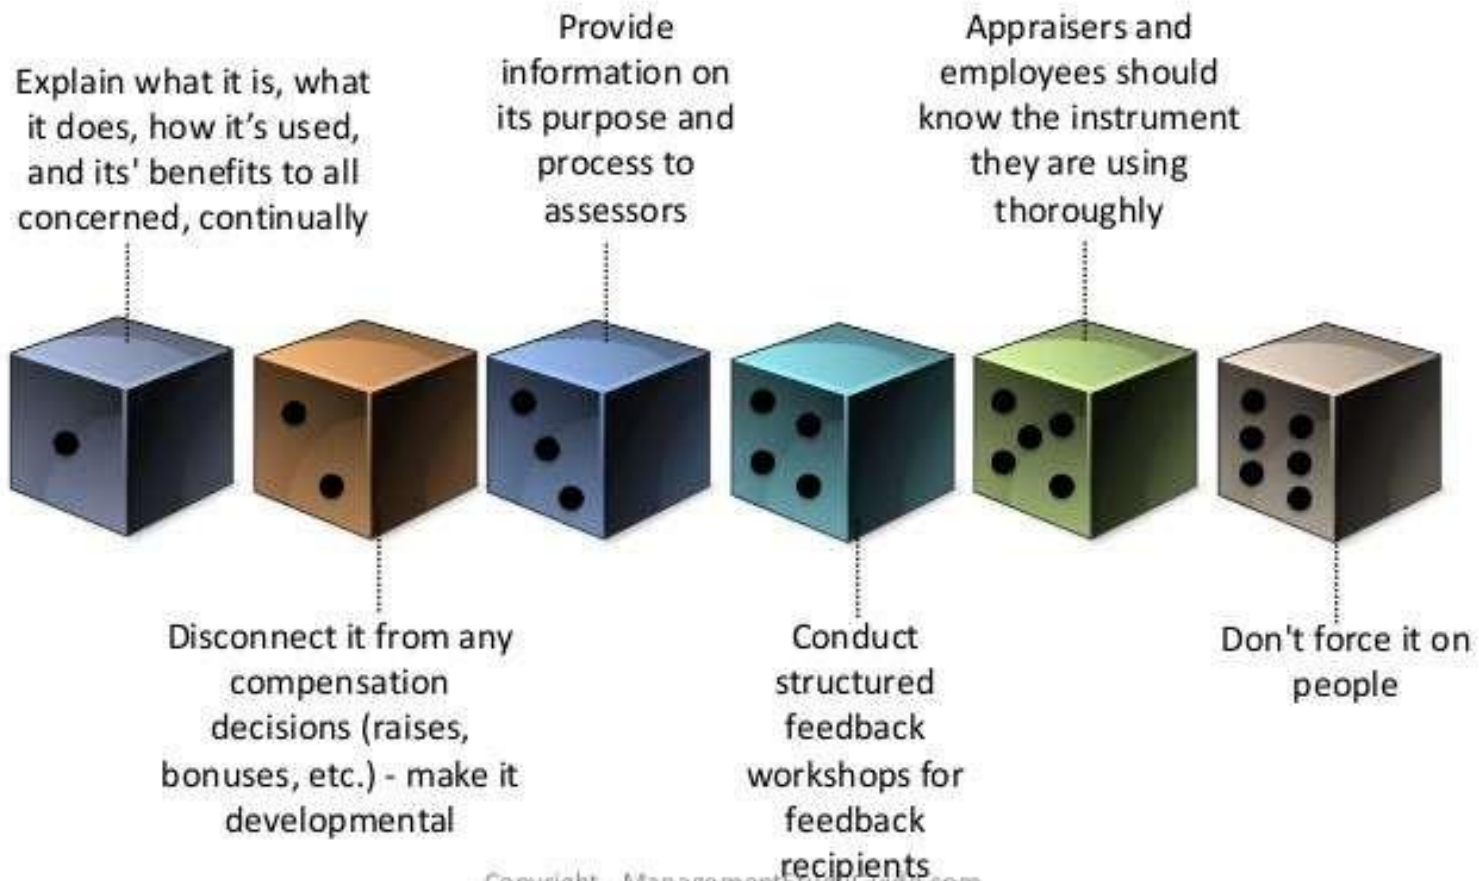 Explain what it is, what
it does, how it’s used,
and its' benefits to all
concerned, continually
Disconnect it from any
compensation
decisions (raises,
bonuses, etc.) - make it
developmental
Provide
information on
its purpose and
process to
assessors
Conduct
structured
feedback
workshops for
feedback
recipients
Appraisers and
employees should
know the instrument
they are using
thoroughly
Don't force it on
people
Copyright - Management